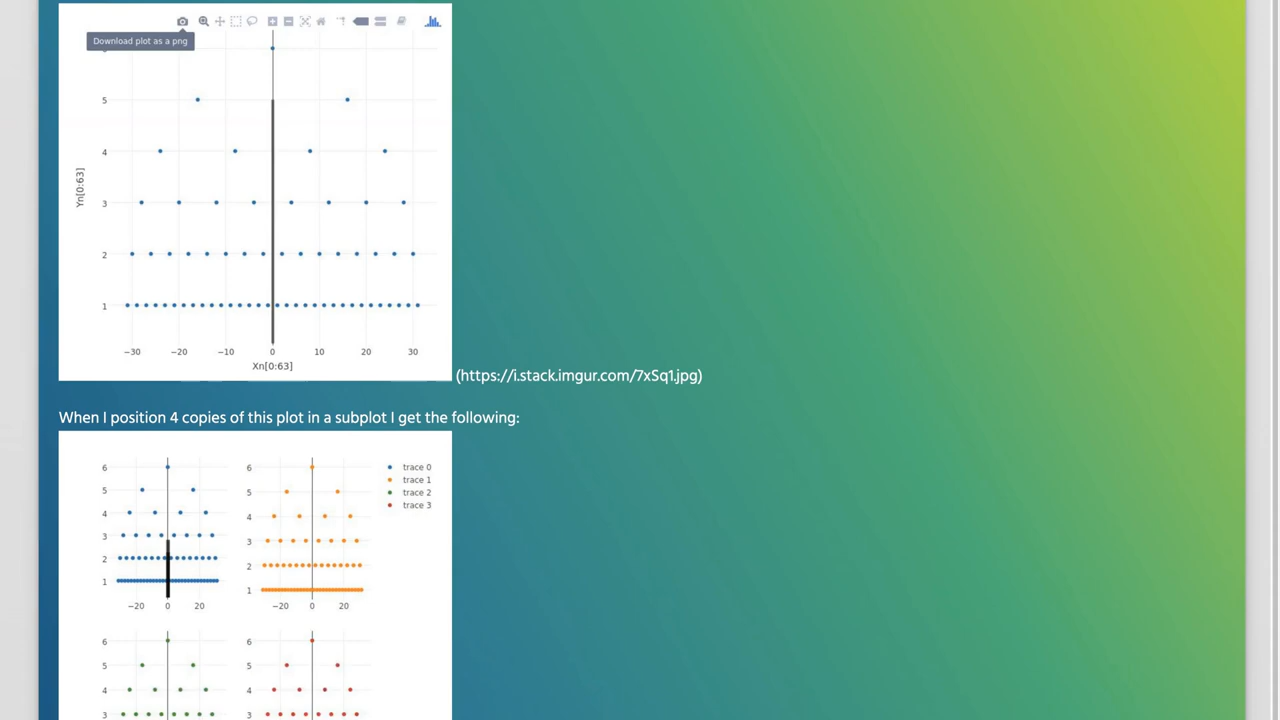 Download plot as a png
5
4
Yn[0:63]
3
2
1
−30 −20 −10 0 10 20 30
Xn[0:63]
(https://i.stack.imgur.com/7xSq1.jpg)
When I position 4 copies of this plot in a subplot I get the following:
6 6 trace 0
trace 1
5 5 trace 2
trace 3
4 4
3 3
2 2
1 1
−20 0 20 −20 0 20
6 6
5 5
4 4
3 3